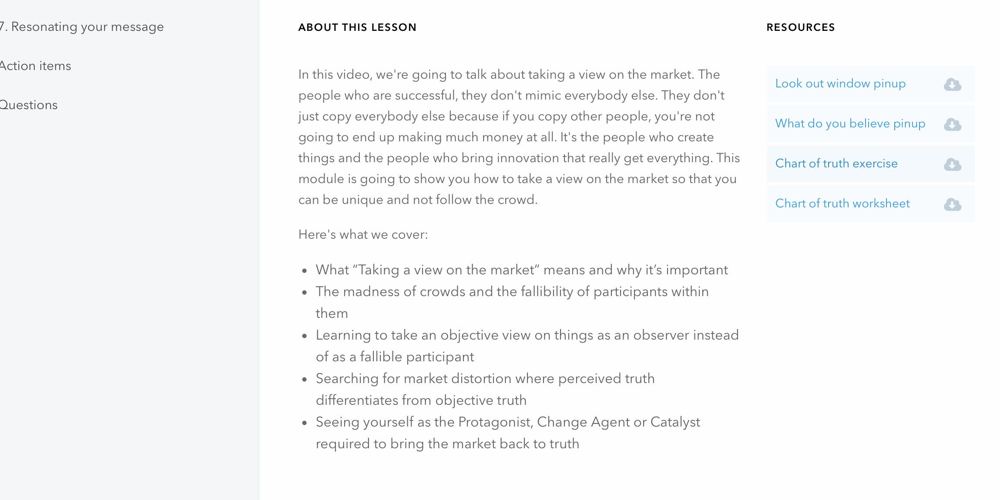 7. Resonating your message
Action items
Questions
ABOUT THIS LESSON
In this video, we're going to talk about taking a view on the market. The
people who are successful, they don't mimic everybody else. They don't
just copy everybody else because if you copy other people, you're not
going to end up making much money at all. It's the people who create
things and the people who bring innovation that really get everything. This
module is going to show you how to take a view on the market so that you
can be unique and not follow the crowd.
Here's what we cover:
• What “Taking a view on the market” means and why it’s important
• The madness of crowds and the fallibility of participants within
them
• Learning to take an objective view on things as an observer instead
of as a fallible participant
• Searching for market distortion where perceived truth
differentiates from objective truth
• Seeing yourself as the Protagonist, Change Agent or Catalyst
required to bring the market back to truth
RESOURCES
Look out window pinup
What do you believe pinup
Chart of truth exercise
Chart of truth worksheet